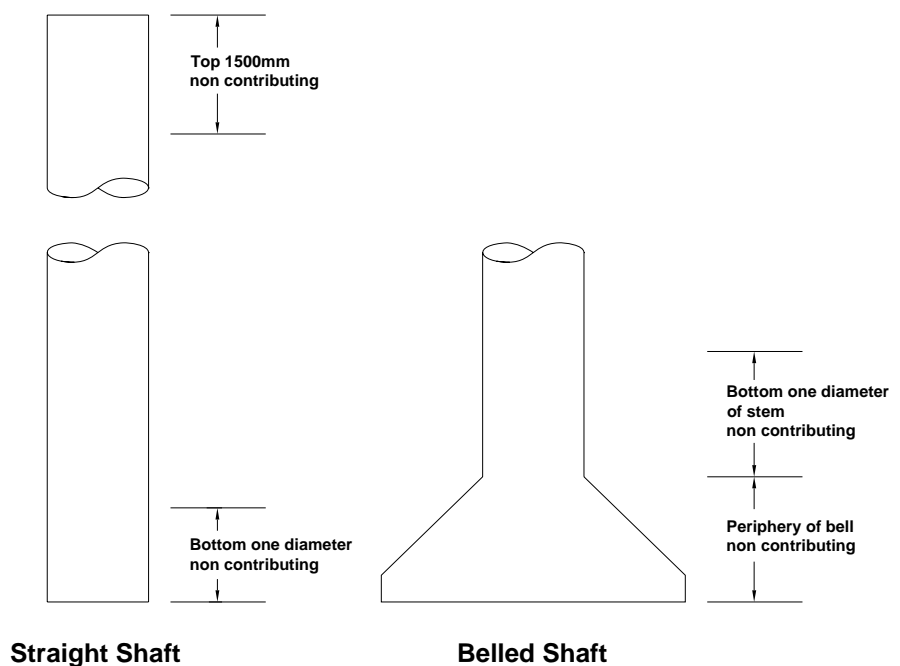 Top 1500mm
non contributing
Bottom one diameter
of stem
non contributing
Periphery of bell
non contributing
Bottom one diameter
non contributing
Straight Shaft
Belled Shaft